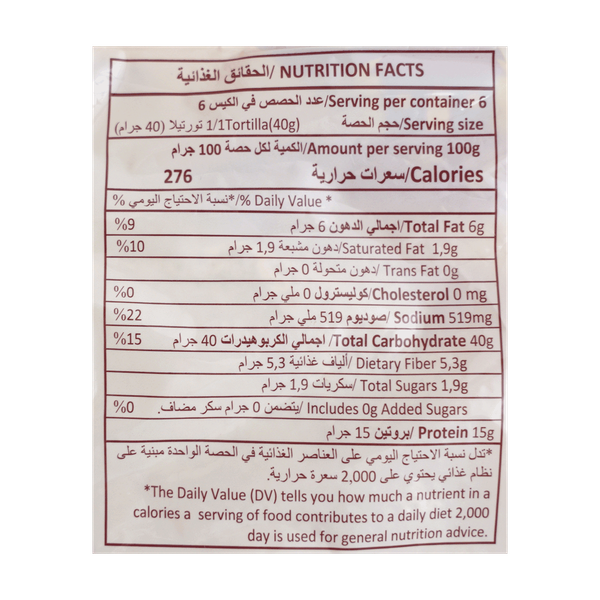 الحقائق الغذائية/ NUTRITION FACTS
عدد الحصص في الكيس 6/Serving per container 6
1/1Tortilla(40g) تورتيلا (40 جرام) حجم الحصة/Serving size
الكمية لكل حصة 100 جرام/Amount per serving 100g
276 سعرات حرارية/Calories
% نسبة الاحتياج اليومي*/% Daily Value *
%9 اجمالي الدهون 6 جرام/Total Fat 6g
%10 دهون مشبعة 1,9 جرام/Saturated Fat 1,9g
دهون متحولة 0 جرام/ Trans Fat 0g
%0 كوليسترول 0 ملي جرام/Cholesterol 0 mg
%22 صوديوم 519 ملي جرام/ Sodium 519mg
%15 اجمالي الكربوهيدرات 40 جرام/ Total Carbohydrate 40g
ألياف غذائية 5,3 جرام/ Dietary Fiber 5,3g
سكريات 1,9 جرام/ Total Sugars 1,9g
%0 يتضمن 0 جرام سكر مضاف./ Includes 0g Added Sugars
بروتين 15 جرام/ Protein 15g
*تدل نسبة الاحتياج اليومي على العناصر الغذائية في الحصة الواحدة مبنية على
نظام غذائي يحتوي على 2,000 سعرة حرارية.
*The Daily Value (DV) tells you how much a nutrient in a
calories a serving of food contributes to a daily diet 2,000
day is used for general nutrition advice.